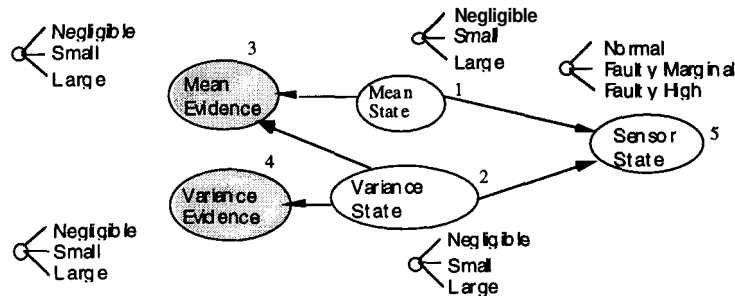 Negligible
Small
Large
3
Mean
Evidence
Negligible
Small
Large
Mean
State
1
Normal
Faulty Marginal
Faulty High
Sensor
State
5
4
Variance
Evidence
Variance
State
2
Negligible
Small
Large
Negligible
Small
Large